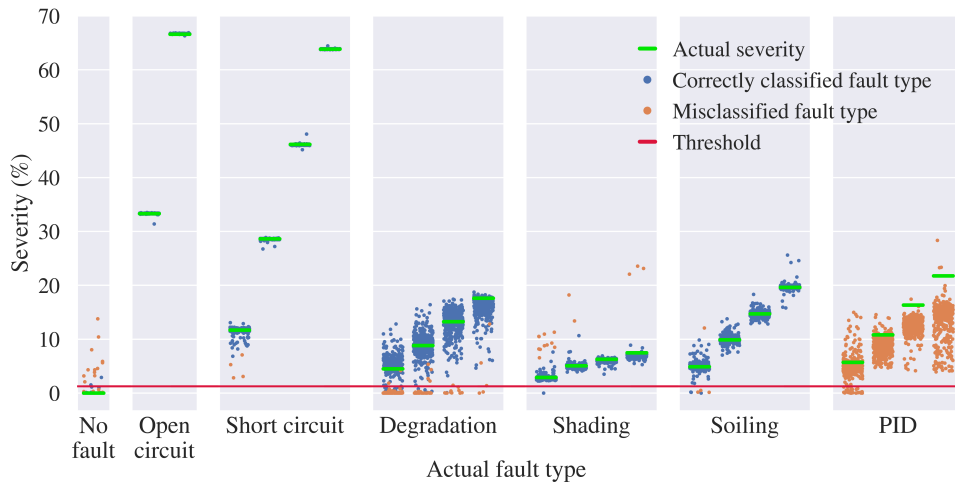 70
60
50
40
30
20
10
0
Severity (%)
Actual severity
Correctly classified fault type
Misclassified fault type
Threshold
No
fault
Open
circuit
Short circuit
Degradation
Shading
Soiling
PID
Actual fault type